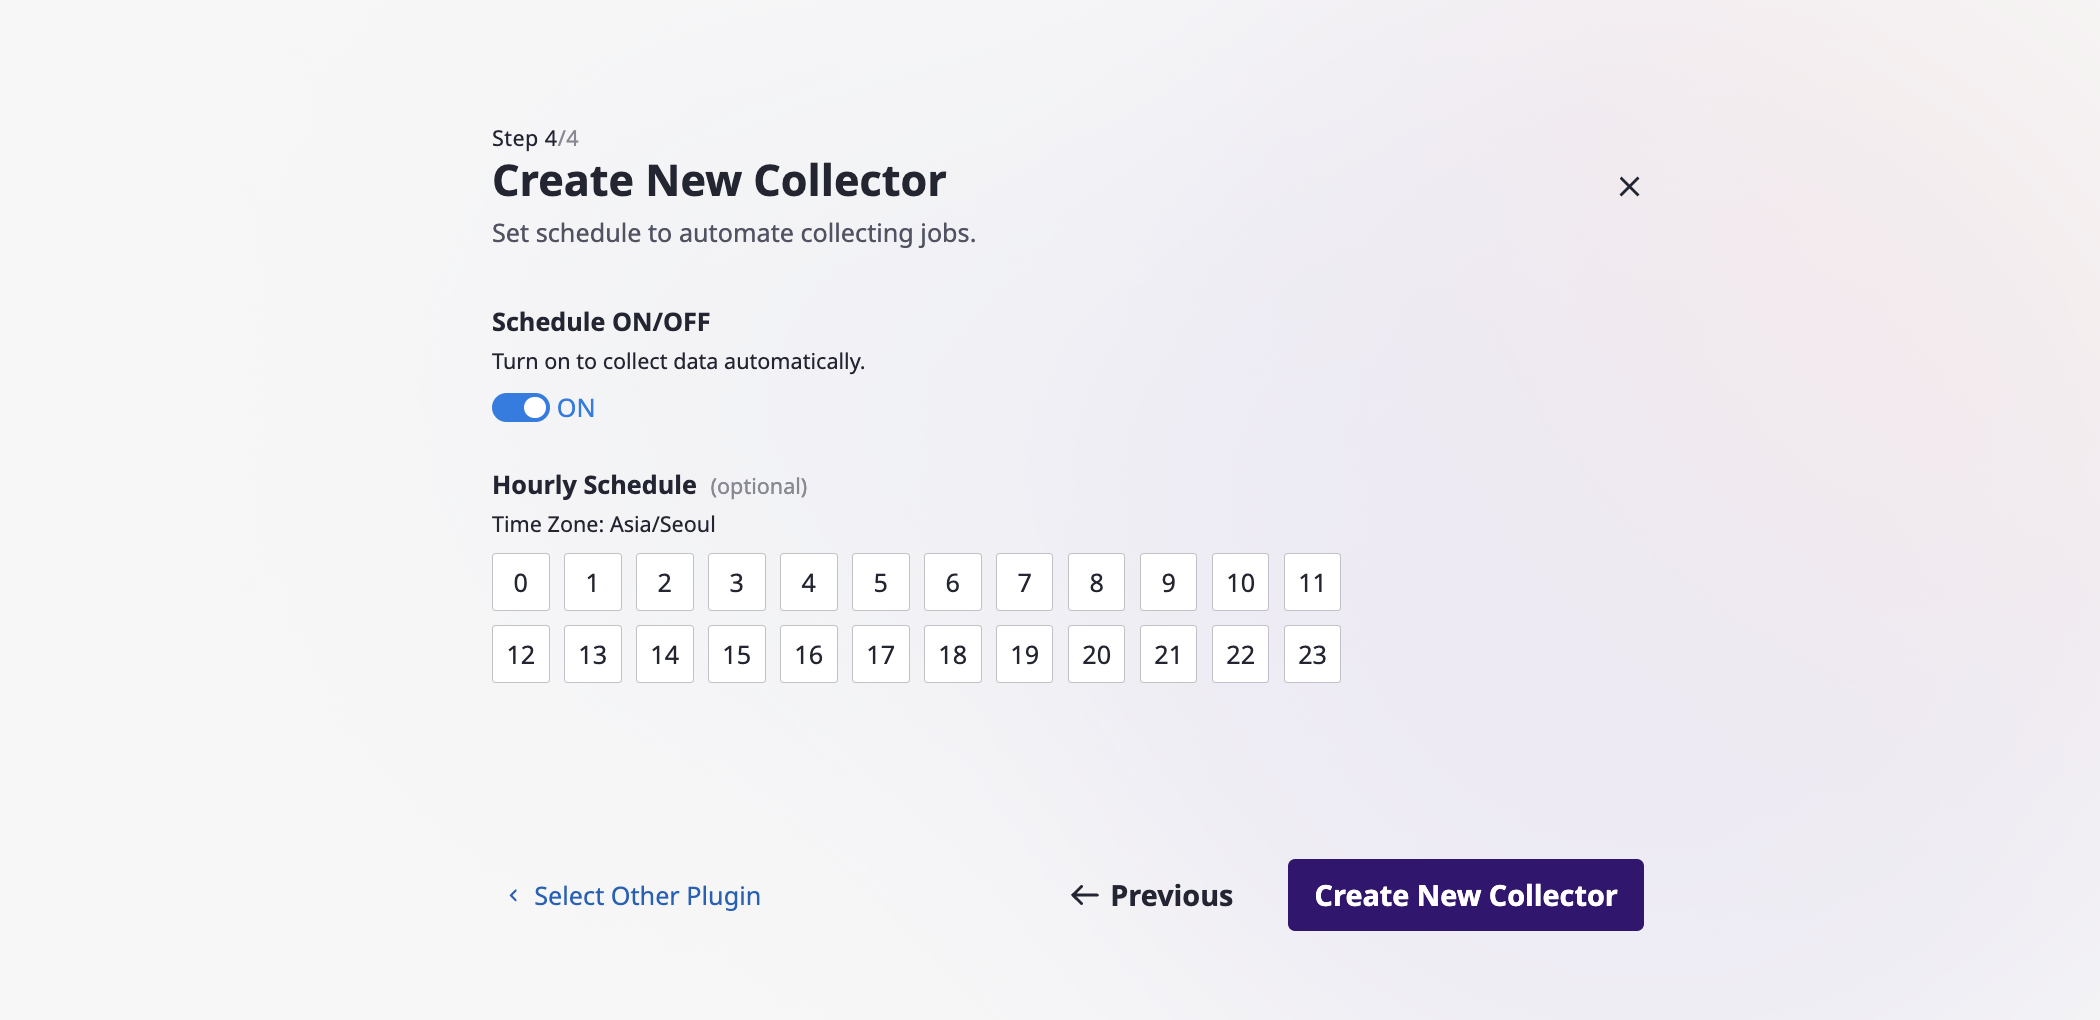 Step 4/4
Create New Collector
Set schedule to automate collecting jobs.
Schedule ON/OFF
Turn on to collect data automatically.
ON
Hourly Schedule (optional)
Time Zone: Asia/Seoul
0 1 2 3 4 5 6 7 8 9 10 11
12 13 14 15 16 17 18 19 20 21 22 23
Select Other Plugin
Previous
Create New Collector